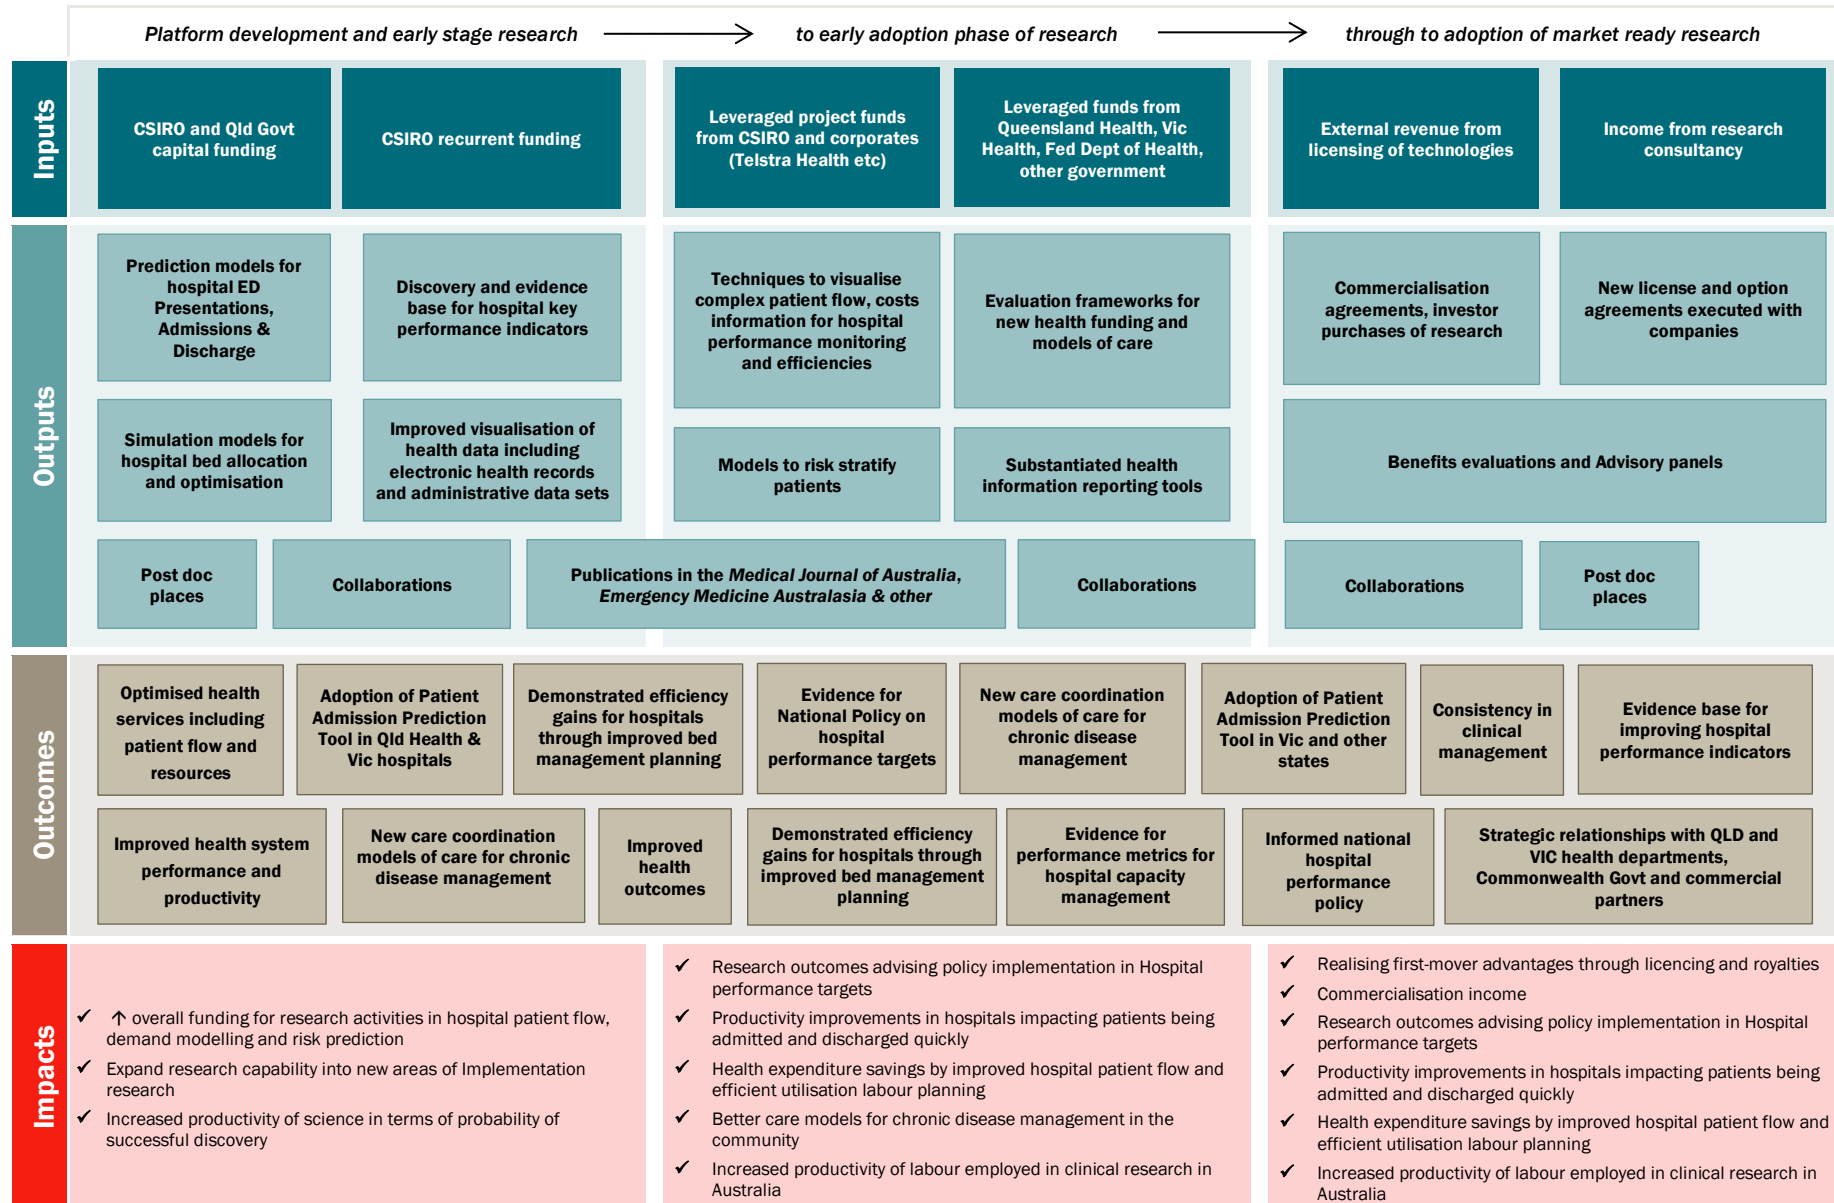 Platform development and early stage research
to early adoption phase of research
through to adoption of market ready research
Inputs
CSIRO and Qld Govt
capital funding
CSIRO recurrent funding
Leveraged project funds
from CSIRO and corporates
(Telstra Health etc)
Leveraged funds from
Queensland Health, Vic
Health, Fed Dept of Health,
other government
External revenue from
licensing of technologies
Income from research
consultancy
Outputs
Prediction models for
hospital ED
Presentations,
Admissions &
Discharge
Discovery and evidence
base for hospital key
performance indicators
Techniques to visualise
complex patient flow, costs
information for hospital
performance monitoring
and efficiencies
Evaluation frameworks for
new health funding and
models of care
Commercialisation
agreements, investor
purchases of research
New license and option
agreements executed with
companies
Simulation models for
hospital bed allocation
and optimisation
Improved visualisation of
health data including
electronic health records
and administrative data sets
Models to risk stratify
patients
Substantiated health
information reporting tools
Benefits evaluations and Advisory panels
Post doc
places
Collaborations
Publications in the Medical Journal of Australia,
Emergency Medicine Australasia & other
Collaborations
Collaborations
Post doc
places
Outcomes
Optimised health
services including
patient flow and
resources
Adoption of Patient
Admission Prediction
Tool in Qld Health &
Vic hospitals
Demonstrated efficiency
gains for hospitals
through improved bed
management planning
Evidence for
National Policy on
hospital
performance targets
New care coordination
models of care for
chronic disease
management
Adoption of Patient
Admission Prediction
Tool in Vic and other
states
Consistency in
clinical
management
Evidence base for
improving hospital
performance indicators
Improved health system
performance and
productivity
New care coordination
models of care for chronic
disease management
Improved
health
outcomes
Demonstrated efficiency
gains for hospitals through
improved bed management
planning
Evidence for
performance metrics for
hospital capacity
management
Informed national
hospital
performance
policy
Strategic relationships with QLD and
VIC health departments,
Commonwealth Govt and commercial
partners
Impacts
✓ ↑ overall funding for research activities in hospital patient flow,
demand modelling and risk prediction
✓ Expand research capability into new areas of Implementation
research
✓ Increased productivity of science in terms of probability of
successful discovery
✓ Research outcomes advising policy implementation in Hospital
performance targets
✓ Productivity improvements in hospitals impacting patients being
admitted and discharged quickly
✓ Health expenditure savings by improved hospital patient flow and
efficient utilisation labour planning
✓ Better care models for chronic disease management in the
community
✓ Increased productivity of labour employed in clinical research in
Australia
✓ Realising first-mover advantages through licencing and royalties
✓ Commercialisation income
✓ Research outcomes advising policy implementation in Hospital
performance targets
✓ Productivity improvements in hospitals impacting patients being
admitted and discharged quickly
✓ Health expenditure savings by improved hospital patient flow and
efficient utilisation labour planning
✓ Increased productivity of labour employed in clinical research in
Australia